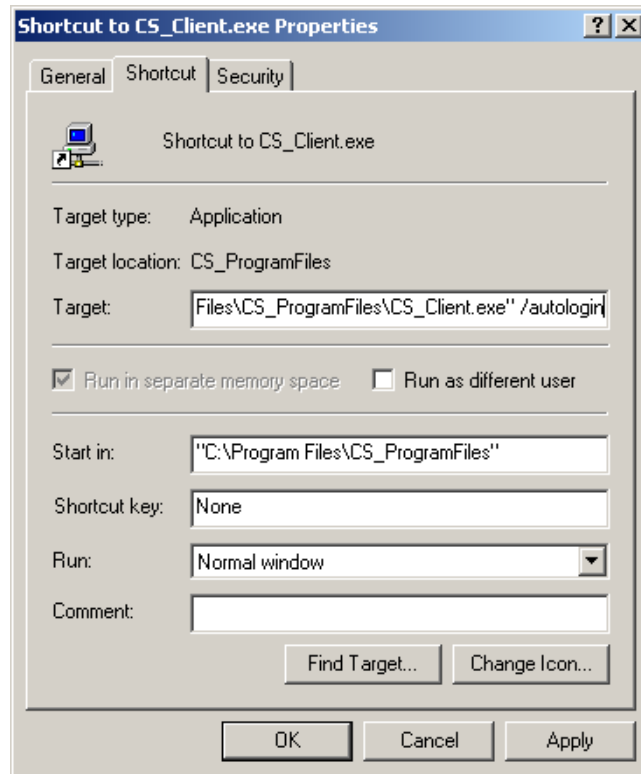 Shortcut to CS_Client.exe Properties
General Shortcut Security
Shortcut to CS_Client.exe
Target type: Application
Target location: CS_ProgramFiles
Target: Files\CS_ProgramFiles\CS_Client.exe" /autologin
Run in separate memory space Run as different user
Start in: "C:\Program Files\CS_ProgramFiles"
Shortcut key: None
Run: Normal window
Comment:
Find Target... Change Icon...
OK Cancel Apply